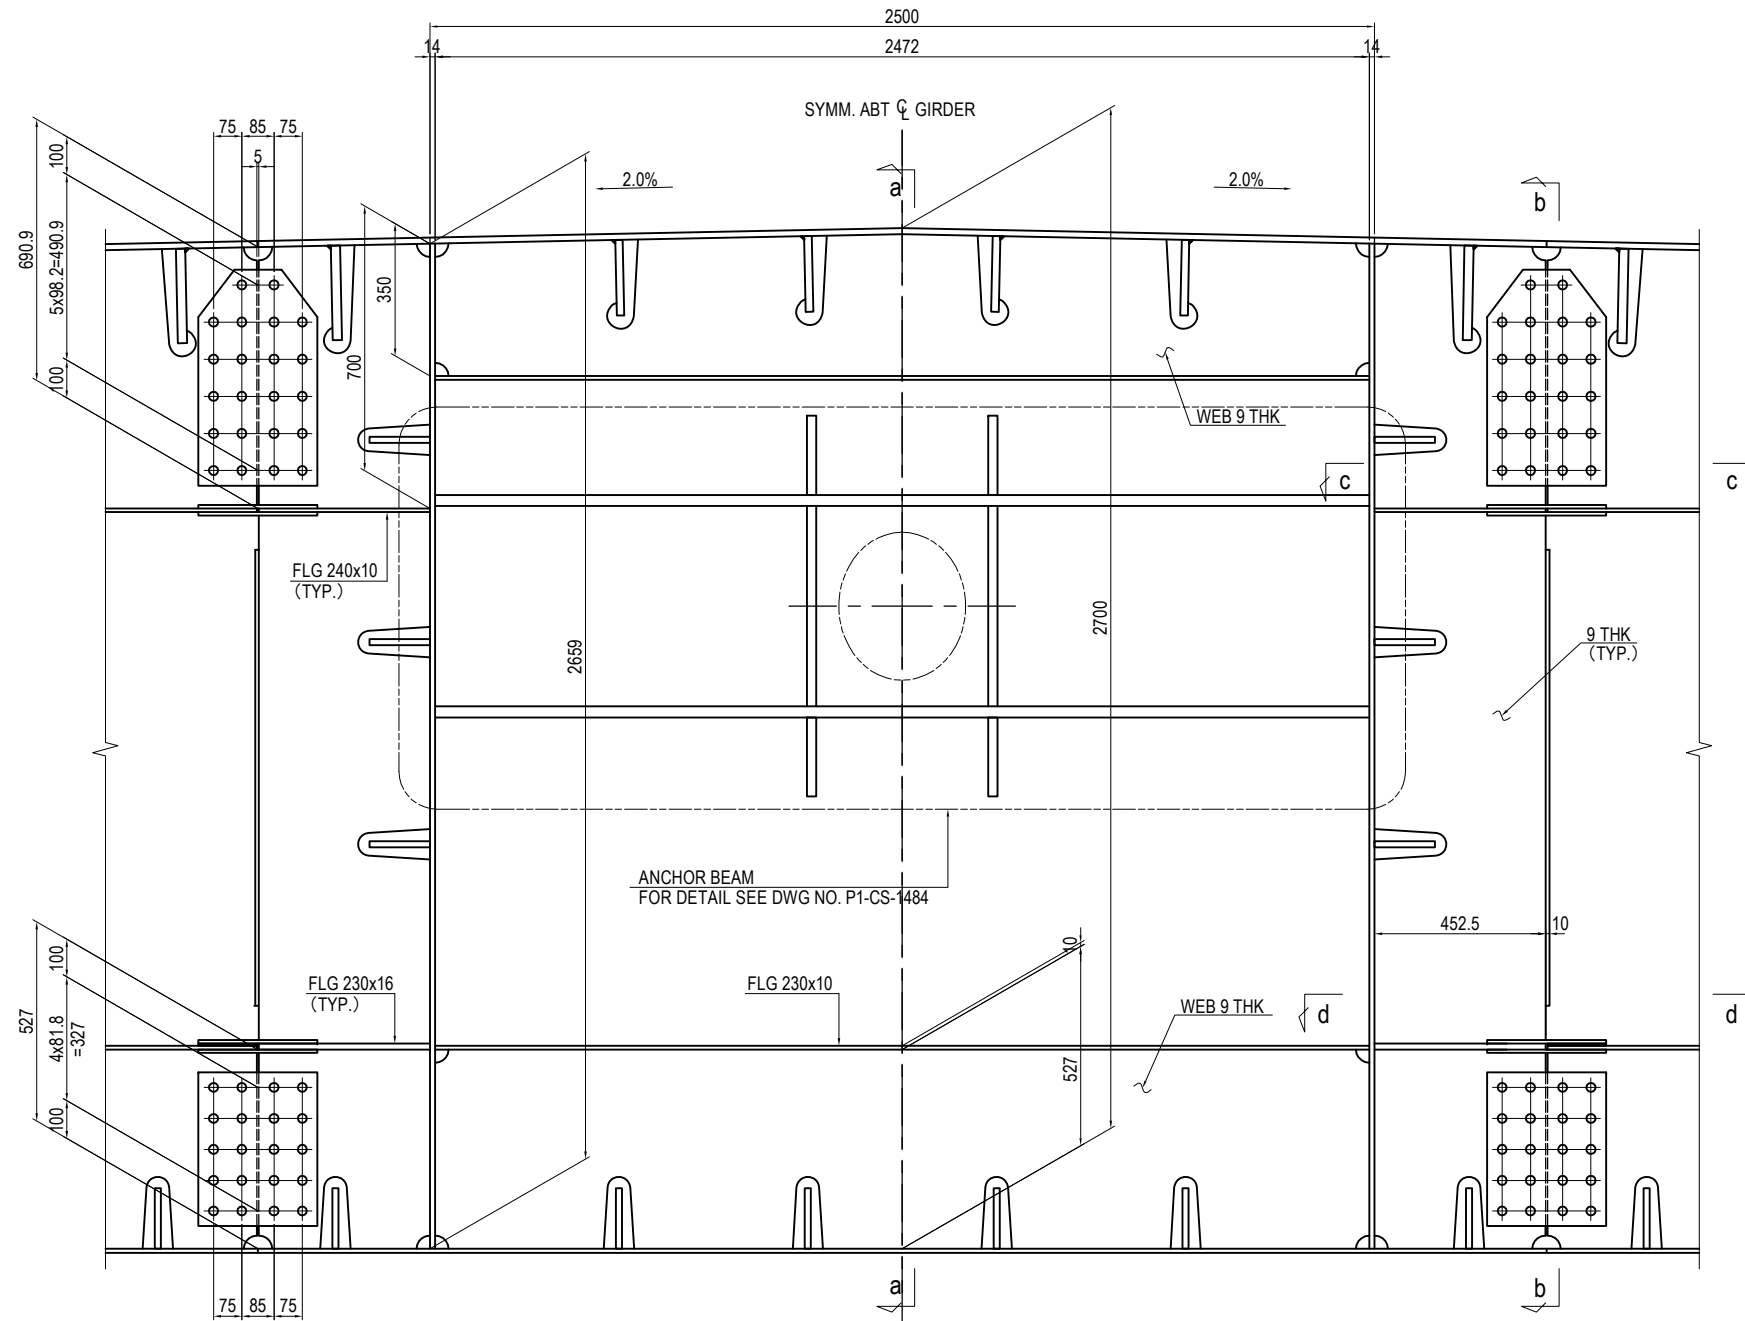 2500
14
2472
14
SYMM. ABT ℄ GIRDER
75
85
75
5
100
2.0%
a
2.0%
b
690.9
5x98.2=490.9
350
700
100
WEB 9 THK
c
c
FLG 240x10
(TYP.)
2659
2700
9 THK
(TYP.)
ANCHOR BEAM
FOR DETAIL SEE DWG NO. P1-CS-1484
452.5
10
10
100
FLG 230x16
(TYP.)
FLG 230x10
WEB 9 THK
d
d
527
4x81.8
=327
527
100
a
b
75
85
75